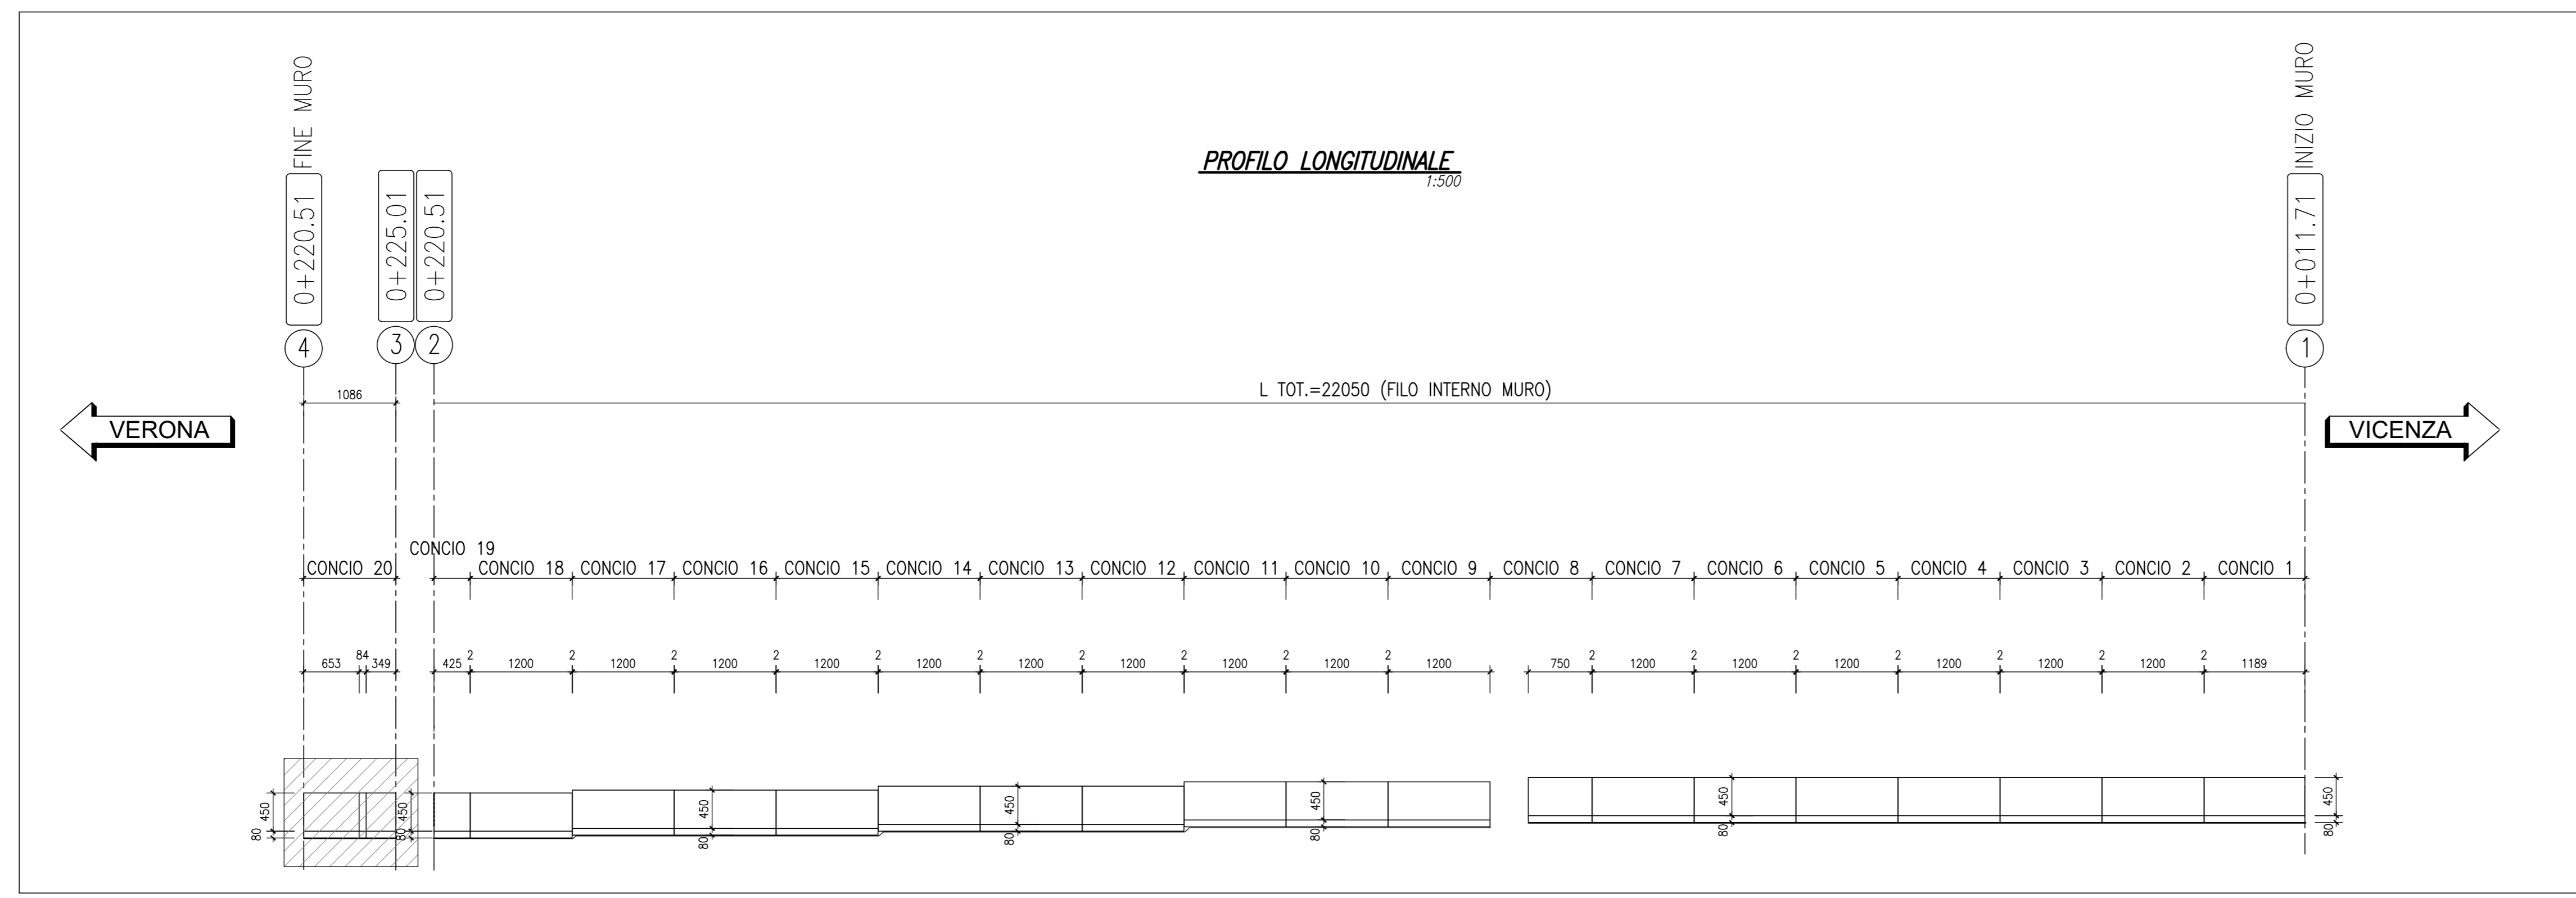 FINE MURO
INIZIO MURO
PROFILO LONGITUDINALE
1:500
0+220.51
0+225.01
0+220.51
0+011.71
4
3
2
1
1086
L TOT.=22050 (FILO INTERNO MURO)
VERONA
VICENZA
CONCIO 19
CONCIO 20 CONCIO 18 CONCIO 17 CONCIO 16 CONCIO 15 CONCIO 14 CONCIO 13 CONCIO 12 CONCIO 11 CONCIO 10 CONCIO 9 CONCIO 8 CONCIO 7 CONCIO 6 CONCIO 5 CONCIO 4 CONCIO 3 CONCIO 2 CONCIO 1
84 2 2 2 2 2 2 2 2 2 2 2 2 2 2 2 2 2
653 349 425 1200 1200 1200 1200 1200 1200 1200 1200 1200 1200 750 1200 1200 1200 1200 1200 1200 1189
450 450 450 450 450 450 450
80 80 80 80 80 80 80